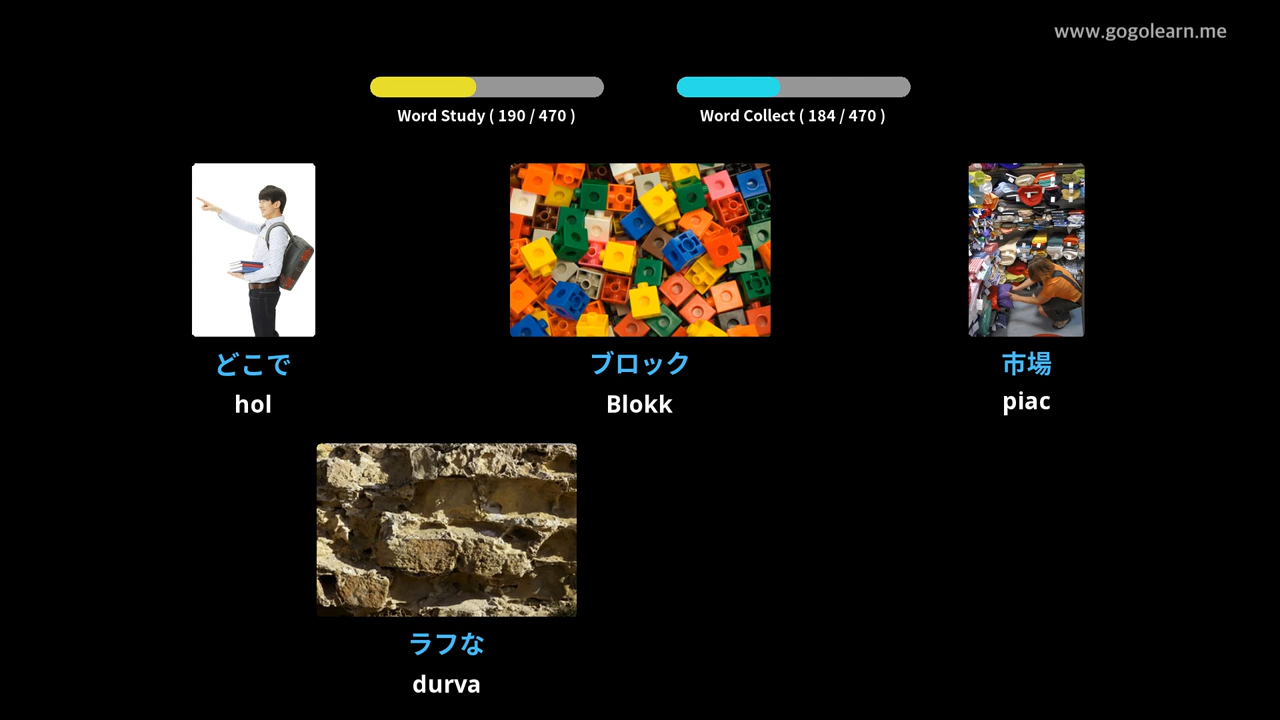 www.gogolearn.me
Word Study ( 190 / 470 )
Word Collect ( 184 / 470 )
どこで
hol
ブロック
Blokk
市場
piac
ラフな
durva